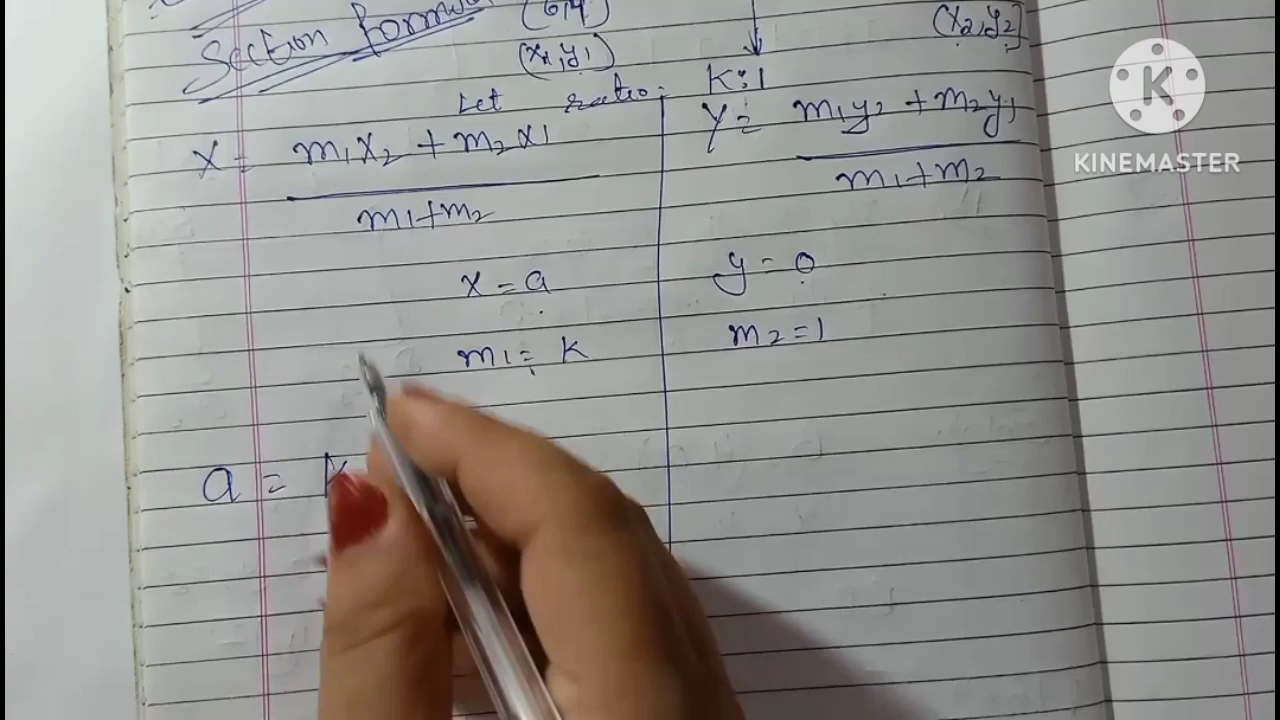 Section formula (6,4)
(x1,y1) (x2,y2)
Let ratio: K:1
x = m1x2 + m2x1 / m1+m2
Y = m1y2 + m2y1 / m1+m2
x = a
y = 0
m1 = K
m2 = 1
a = K
K
KINEMASTER